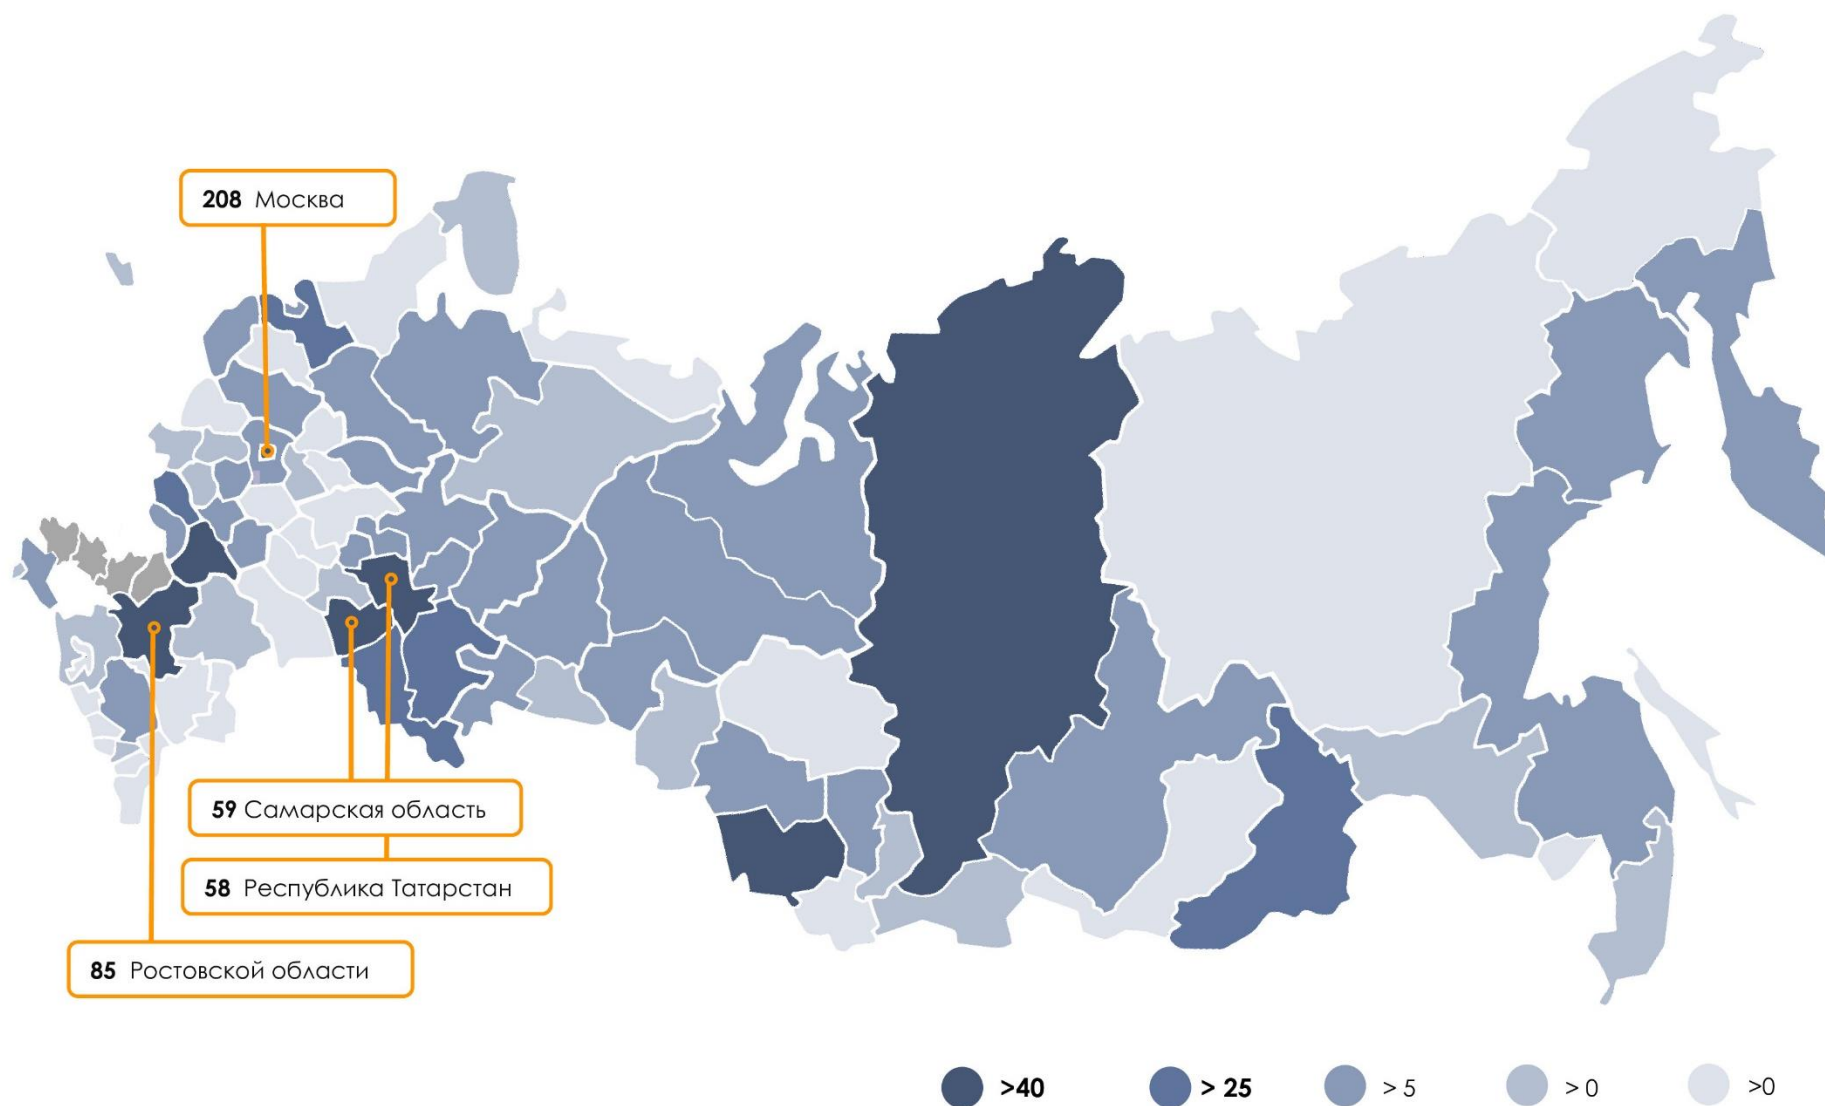 208 Москва
59 Самарская область
58 Республика Татарстан
85 Ростовской области
>40 > 25 > 5 > 0 >0